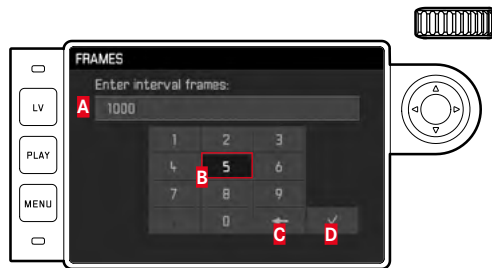 FRAMES
Enter interval frames:
A 1000
LV
PLAY
MENU
1 2 3
4 5 6
B
7 8 9
. 0
C D